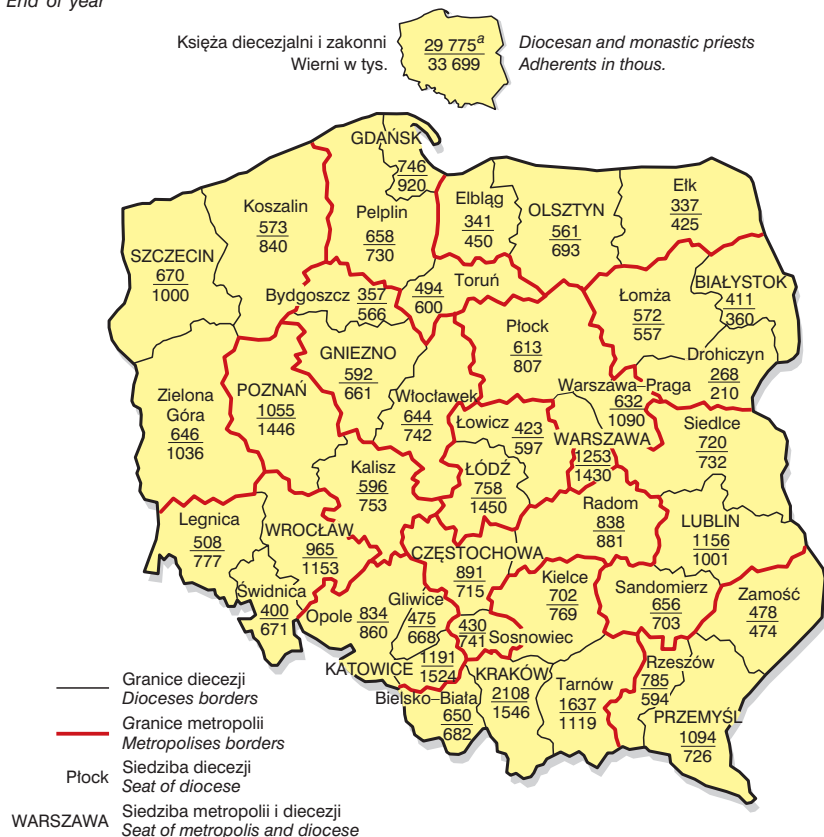 End of year
Księża diecezjalni i zakonni
Wierni w tys.
29 775a
33 699
Diocesan and monastic priests
Adherents in thous.
GDAŃSK
746
920
Koszalin
573
840
Pelplin
658
730
Elbląg
341
450
OLSZTYN
561
693
Ełk
337
425
SZCZECIN
670
1000
Bydgoszcz
357
566
Toruń
494
600
Łomża
572
557
BIAŁYSTOK
411
360
Płock
613
807
Drohiczyn
268
210
GNIEZNO
592
661
Zielona
Góra
646
1036
POZNAŃ
1055
1446
Włocławek
644
742
Warszawa–Praga
632
1090
Łowicz
423
597
WARSZAWA
1253
1430
Siedlce
720
732
Kalisz
596
753
ŁÓDŹ
758
1450
Legnica
508
777
WROCŁAW
965
1153
Radom
838
881
LUBLIN
1156
1001
CZĘSTOCHOWA
891
715
Świdnica
400
671
Opole
834
860
Gliwice
475
668
Kielce
702
769
Sandomierz
656
703
Zamość
478
474
430
741
Sosnowiec
KATOWICE
1191
1524
KRAKÓW
2108
1546
Tarnów
1637
1119
Rzeszów
785
594
Bielsko–Biała
650
682
PRZEMYŚL
1094
726
Granice diecezji
Dioceses borders
Granice metropolii
Metropolises borders
Płock
Siedziba diecezji
Seat of diocese
WARSZAWA
Siedziba metropolii i diecezji
Seat of metropolis and diocese